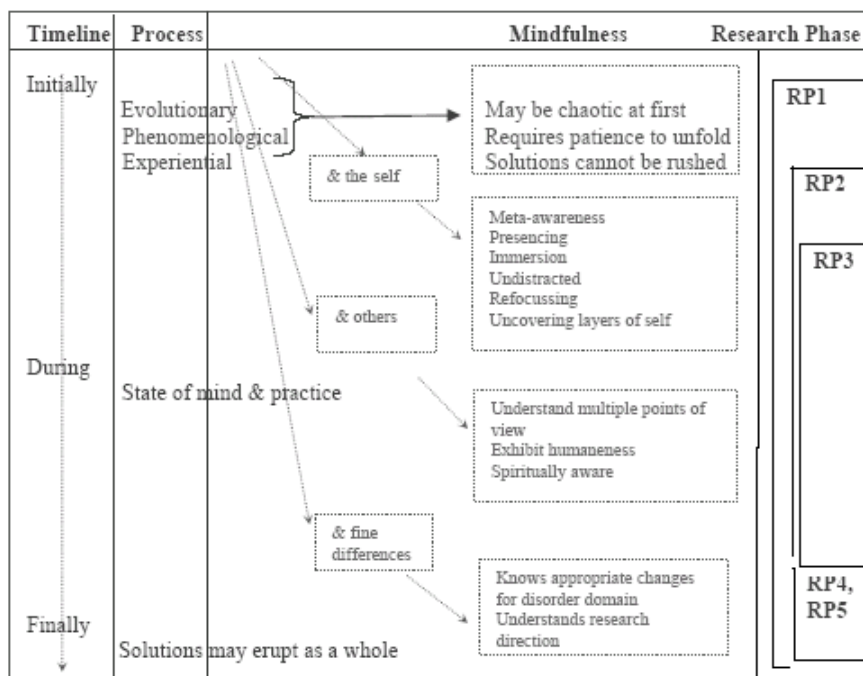 Timeline Process Mindfulness Research Phase
Initially
Evolutionary
Phenomenological
Experiential
May be chaotic at first
Requires patience to unfold
Solutions cannot be rushed
RP1
& the self
RP2
Meta-awareness
Presencing
Immersion
Undistracted
Refocussing
Uncovering layers of self
RP3
& others
During
State of mind & practice
Understand multiple points of
view
Exhibit humaneness
Spiritually aware
& fine
differences
Knows appropriate changes
for disorder domain
Understands research
direction
RP4,
RP5
Finally
Solutions may erupt as a whole